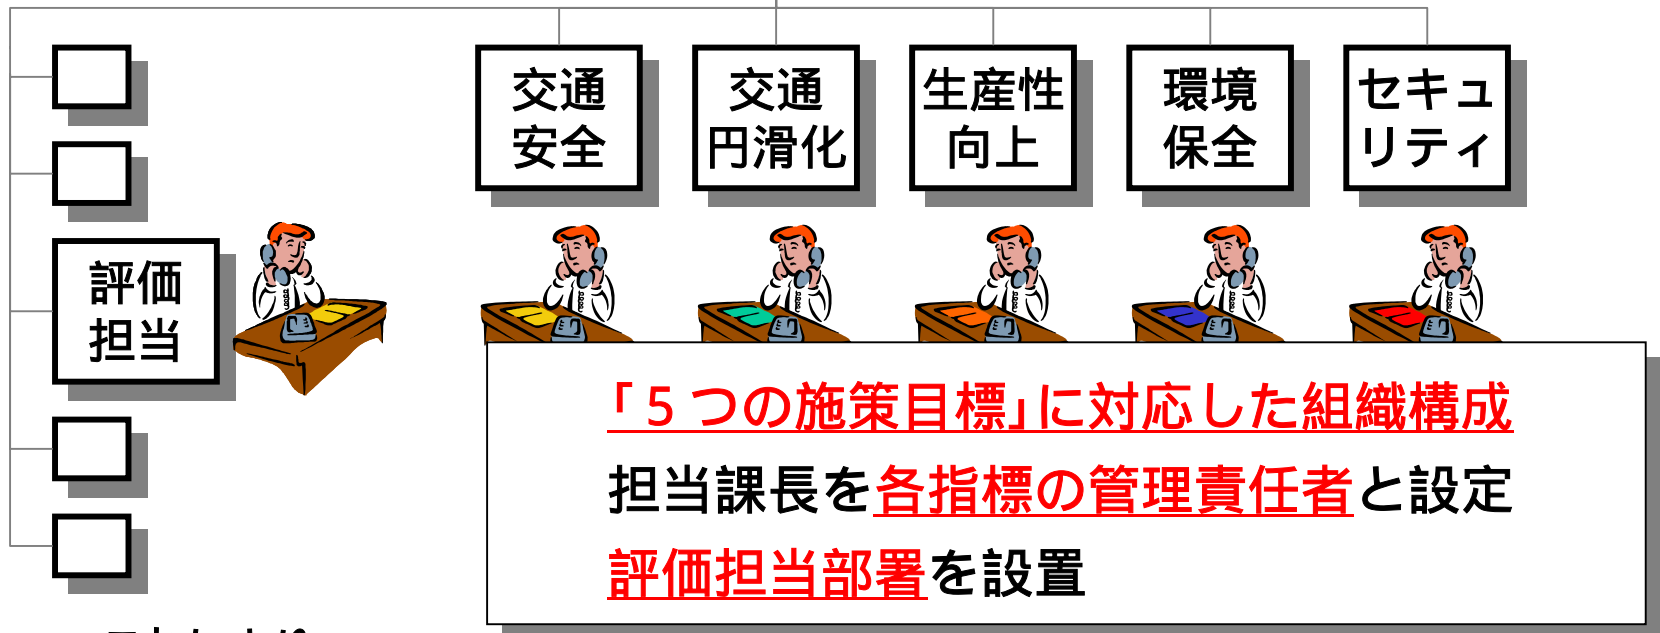 交通
安全
交通
円滑化
生産性
向上
環境
保全
セキュ
リティ
評価
担当
「５つの施策目標」に対応した組織構成
担当課長を各指標の管理責任者と設定
評価担当部署を設置